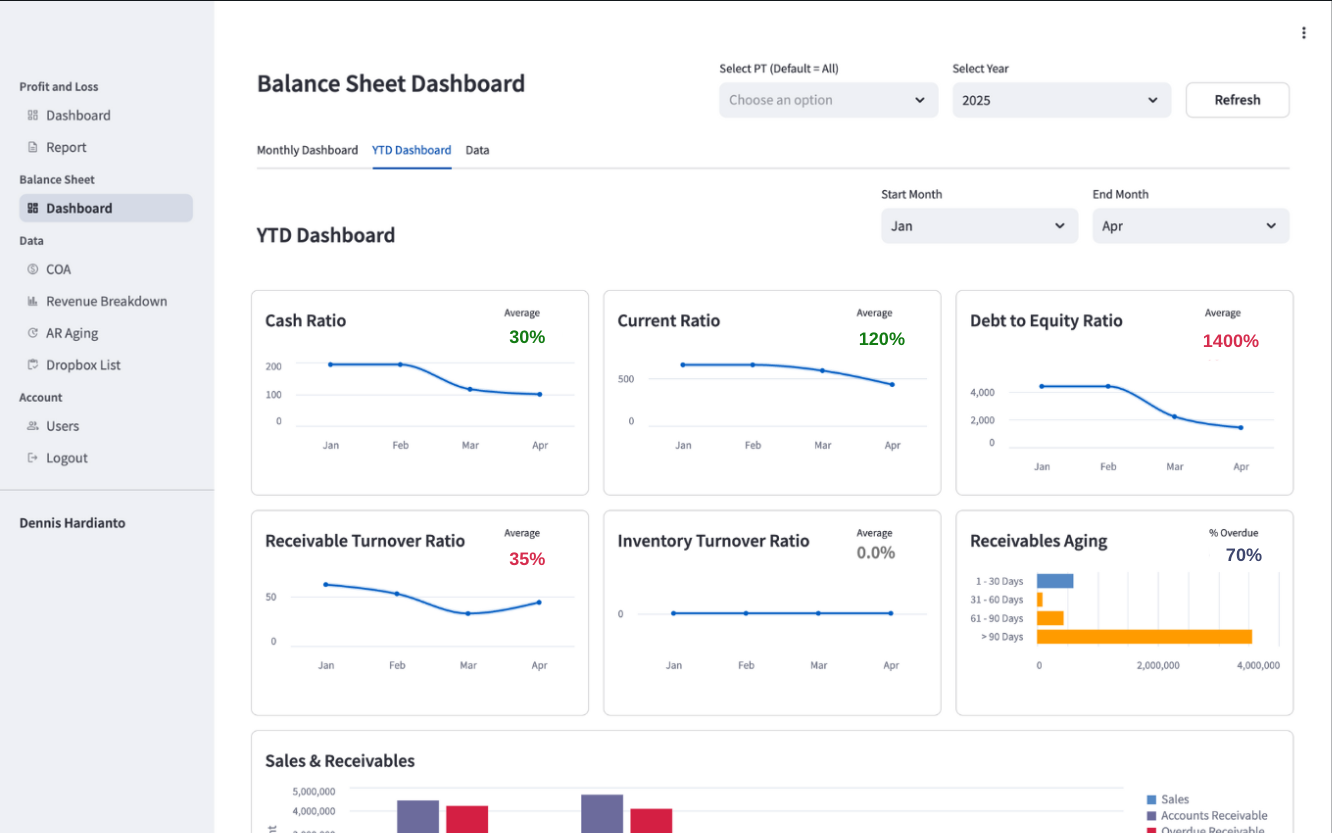 Profit and Loss
Dashboard
Report
Balance Sheet
Dashboard
Data
COA
Revenue Breakdown
AR Aging
Dropbox List
Account
Users
Logout
Dennis Hardianto
Balance Sheet Dashboard
Select PT (Default = All)
Choose an option
Select Year
2025
Refresh
Monthly Dashboard YTD Dashboard Data
YTD Dashboard
Start Month
Jan
End Month
Apr
Cash Ratio
Average
30%
200
100
0
Jan Feb Mar Apr
Current Ratio
Average
120%
500
0
Jan Feb Mar Apr
Debt to Equity Ratio
Average
1400%
4,000
2,000
0
Jan Feb Mar Apr
Receivable Turnover Ratio
Average
35%
50
0
Jan Feb Mar Apr
Inventory Turnover Ratio
Average
0.0%
0
Jan Feb Mar Apr
Receivables Aging
% Overdue
70%
1 - 30 Days
31 - 60 Days
61 - 90 Days
> 90 Days
0 2,000,000 4,000,000
Sales & Receivables
5,000,000
4,000,000
Sales
Accounts Receivable
Overdue Receivable